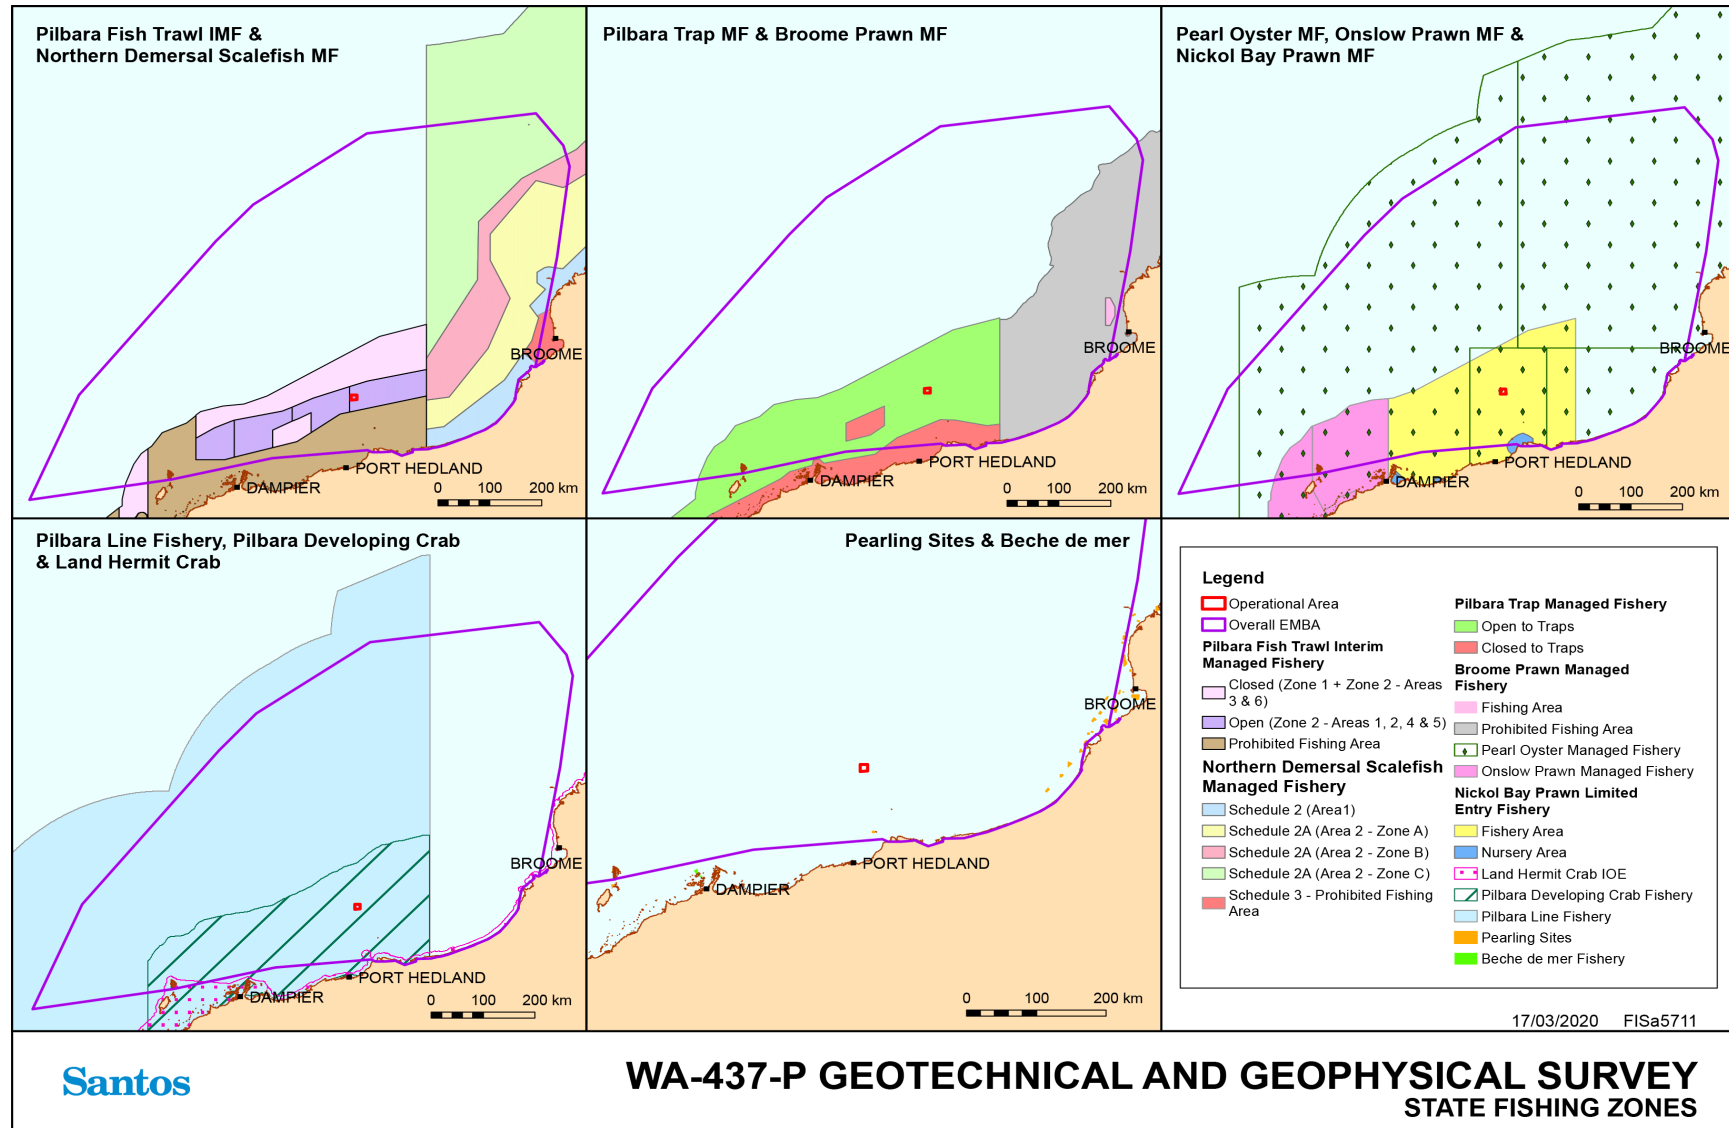 Pilbara Fish Trawl IMF &
Northern Demersal Scalefish MF
BROOME
PORT HEDLAND
DAMPIER
0 100 200 km
Pilbara Trap MF & Broome Prawn MF
BROOME
PORT HEDLAND
DAMPIER
0 100 200 km
Pearl Oyster MF, Onslow Prawn MF &
Nickol Bay Prawn MF
BROOME
PORT HEDLAND
DAMPIER
0 100 200 km
Pilbara Line Fishery, Pilbara Developing Crab
& Land Hermit Crab
BROOME
PORT HEDLAND
DAMPIER
0 100 200 km
Pearling Sites & Beche de mer
BROOME
PORT HEDLAND
DAMPIER
0 100 200 km
Legend
Operational Area
Overall EMBA
Pilbara Fish Trawl Interim
Managed Fishery
Closed (Zone 1 + Zone 2 - Areas
3 & 6)
Open (Zone 2 - Areas 1, 2, 4 & 5)
Prohibited Fishing Area
Northern Demersal Scalefish
Managed Fishery
Schedule 2 (Area1)
Schedule 2A (Area 2 - Zone A)
Schedule 2A (Area 2 - Zone B)
Schedule 2A (Area 2 - Zone C)
Schedule 3 - Prohibited Fishing
Area
Pilbara Trap Managed Fishery
Open to Traps
Closed to Traps
Broome Prawn Managed
Fishery
Fishing Area
Prohibited Fishing Area
Pearl Oyster Managed Fishery
Onslow Prawn Managed Fishery
Nickol Bay Prawn Limited
Entry Fishery
Fishery Area
Nursery Area
Land Hermit Crab IOE
Pilbara Developing Crab Fishery
Pilbara Line Fishery
Pearling Sites
Beche de mer Fishery
17/03/2020 FISa5711
Santos
WA-437-P GEOTECHNICAL AND GEOPHYSICAL SURVEY
STATE FISHING ZONES